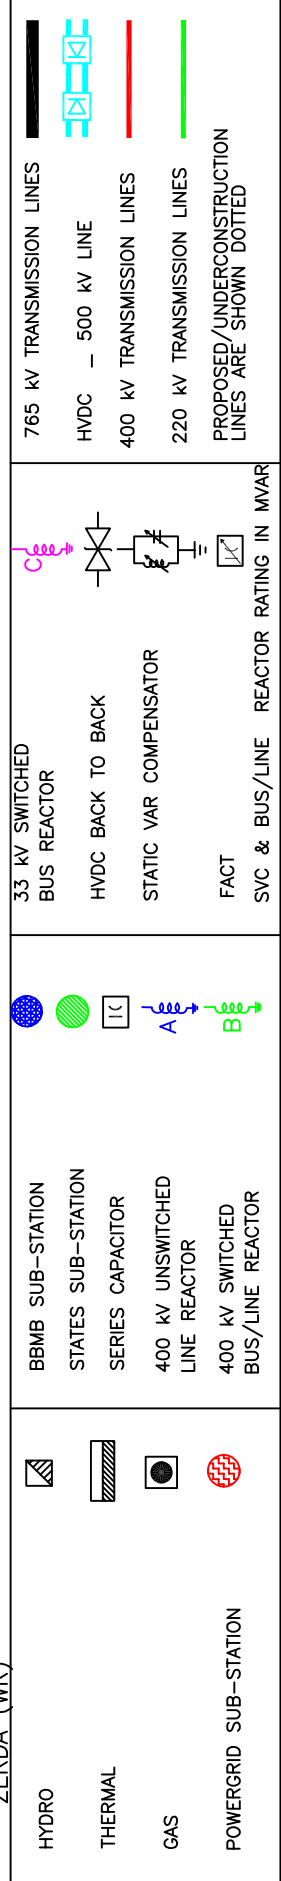 ZERDA (WR)
HYDRO
THERMAL
GAS
POWERGRID SUB-STATION
BBMB SUB-STATION
STATES SUB-STATION
SERIES CAPACITOR
400 kV UNSWITCHED
LINE REACTOR
A
400 kV SWITCHED
BUS/LINE REACTOR
B
33 kV SWITCHED
BUS REACTOR
C
HVDC BACK TO BACK
STATIC VAR COMPENSATOR
FACT
SVC & BUS/LINE REACTOR RATING IN MVAR
765 kV TRANSMISSION LINES
HVDC – 500 kV LINE
400 kV TRANSMISSION LINES
220 kV TRANSMISSION LINES
PROPOSED/UNDERCONSTRUCTION
LINES ARE SHOWN DOTTED